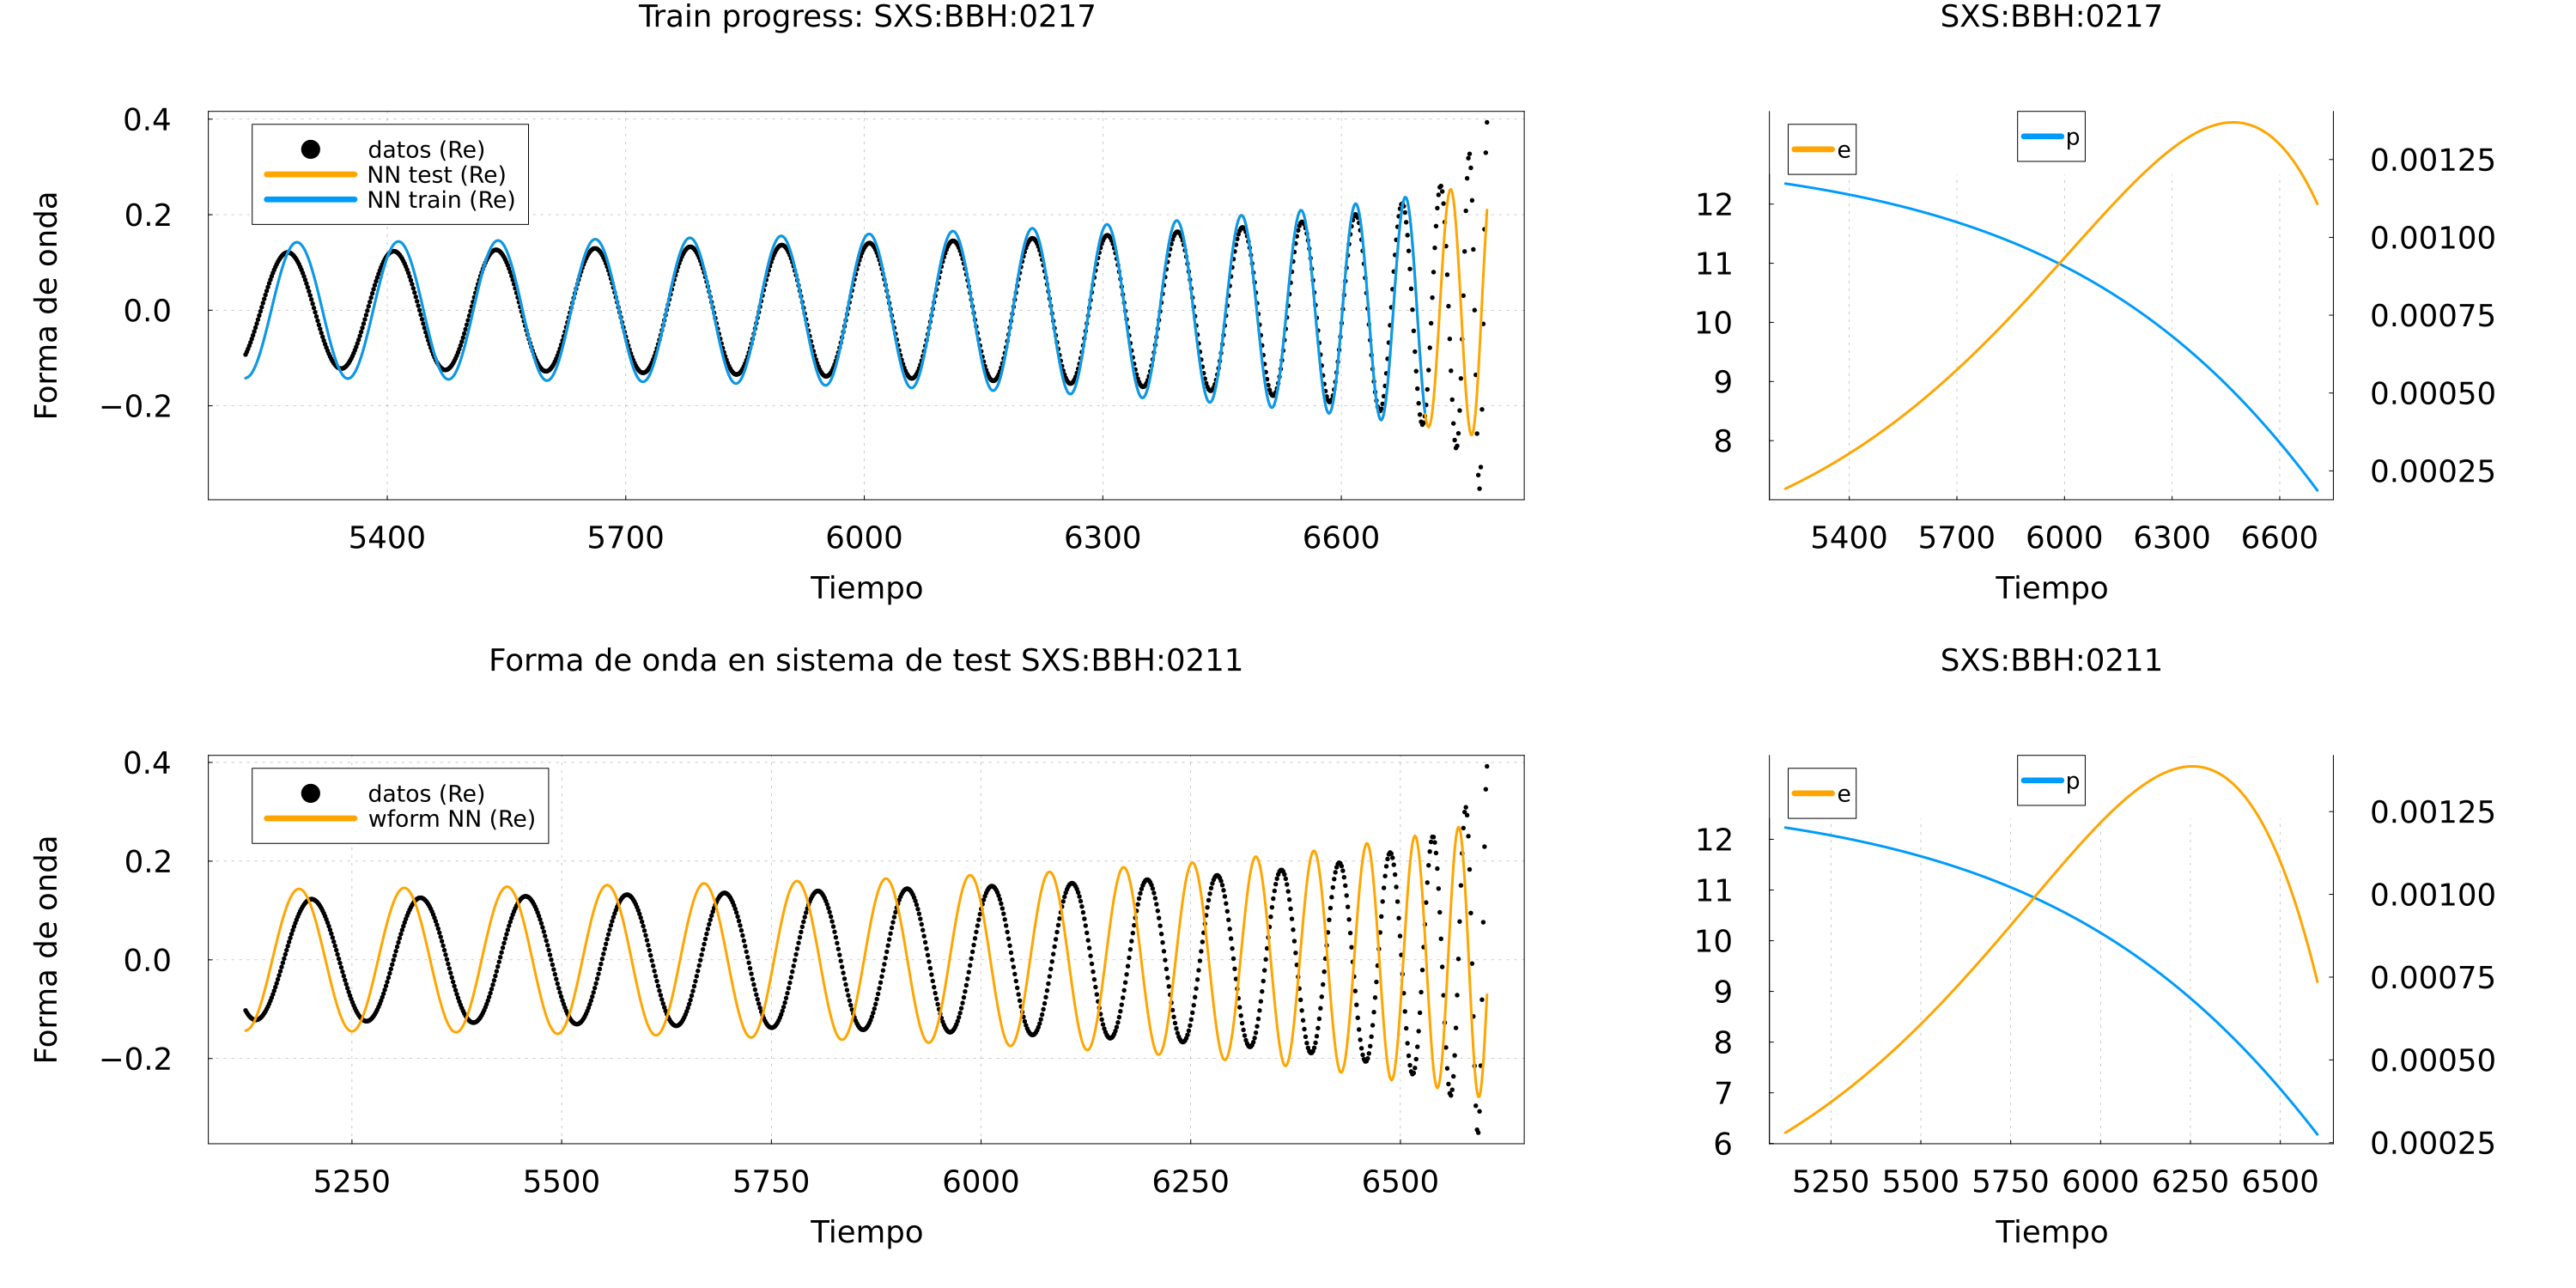 Train progress: SXS:BBH:0217
Forma de onda
0.4
0.2
0.0
−0.2
datos (Re)
NN test (Re)
NN train (Re)
5400 5700 6000 6300 6600
Tiempo
SXS:BBH:0217
e
p
12
11
10
9
8
0.00125
0.00100
0.00075
0.00050
0.00025
5400 5700 6000 6300 6600
Tiempo
Forma de onda en sistema de test SXS:BBH:0211
Forma de onda
0.4
0.2
0.0
−0.2
datos (Re)
wform NN (Re)
5250 5500 5750 6000 6250 6500
Tiempo
SXS:BBH:0211
e
p
12
11
10
9
8
7
6
0.00125
0.00100
0.00075
0.00050
0.00025
5250 5500 5750 6000 6250 6500
Tiempo